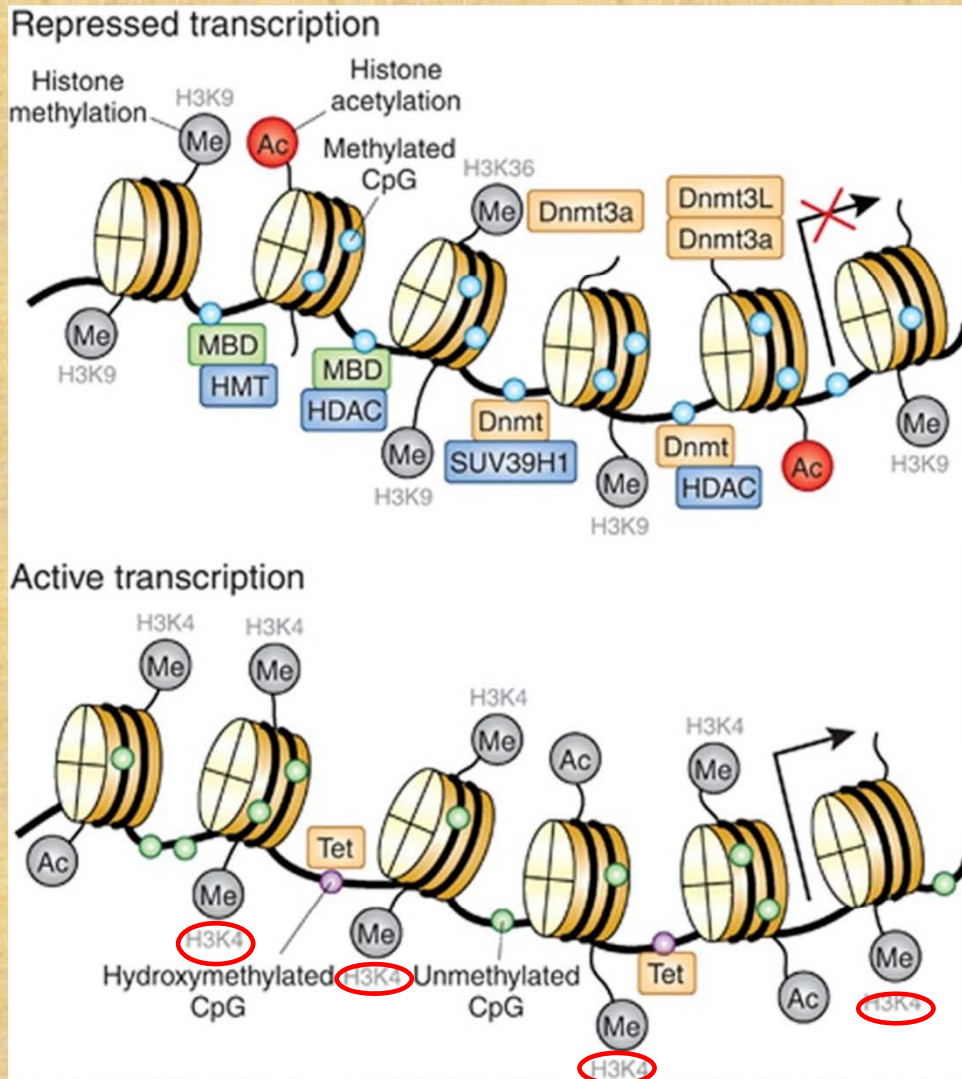 Repressed transcription
Histone
methylation
H3K9
Me
Histone
acetylation
Ac
Methylated
CpG
H3K36
Me
Dnmt3a
Dnmt3L
Dnmt3a
Me
H3K9
MBD
HMT
MBD
HDAC
Me
H3K9
Dnmt
SUV39H1
Me
H3K9
Dnmt
HDAC
Ac
Me
H3K9
Active transcription
H3K4
Me
H3K4
Me
H3K4
Me
Ac
H3K4
Me
Ac
Me
H3K4
Tet
Me
H3K4
Hydroxymethylated
CpG
Unmethylated
CpG
Me
H3K4
Tet
Ac
Me
H3K4